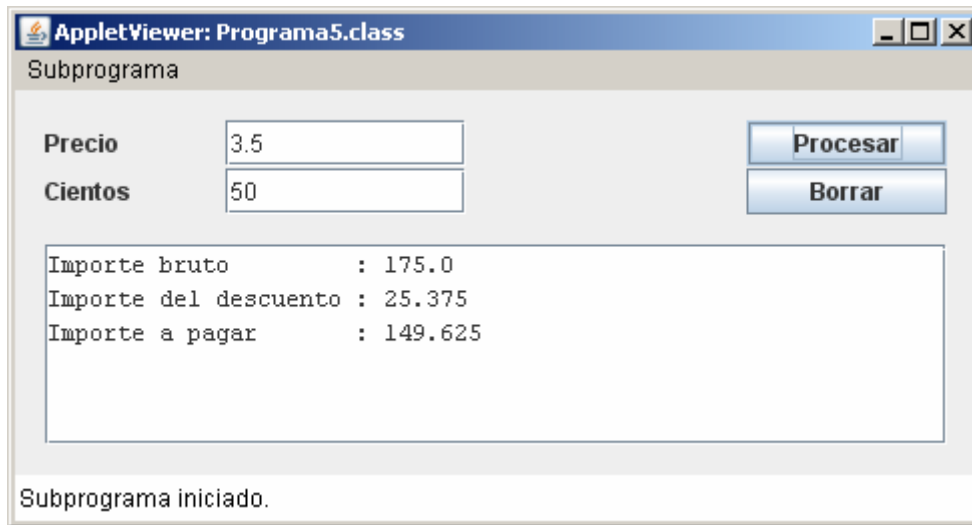 AppletViewer: Programa5.class
Subprograma
Precio 3.5 Procesar
Cientos 50 Borrar
Importe bruto : 175.0
Importe del descuento : 25.375
Importe a pagar : 149.625
Subprograma iniciado.